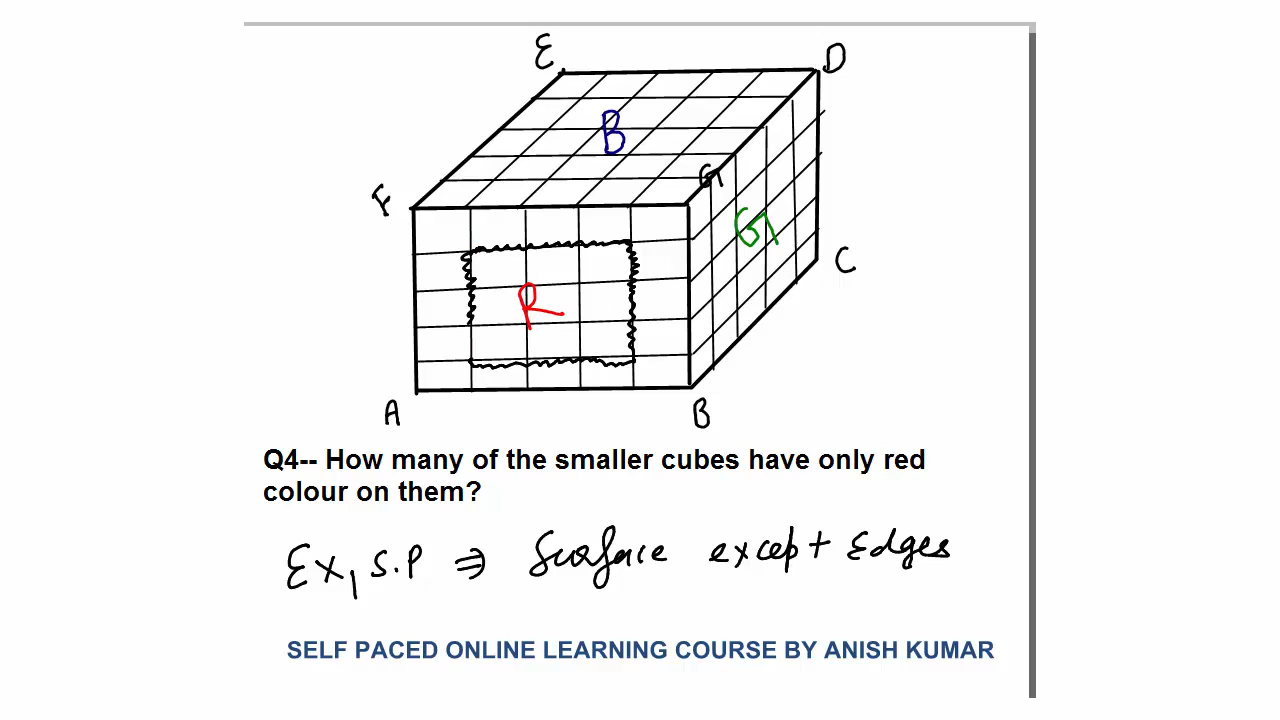 E D
B
G
F
G
C
R
A B
Q4-- How many of the smaller cubes have only red
colour on them?
Ex, S.P ⇒ Surface except Edges
SELF PACED ONLINE LEARNING COURSE BY ANISH KUMAR